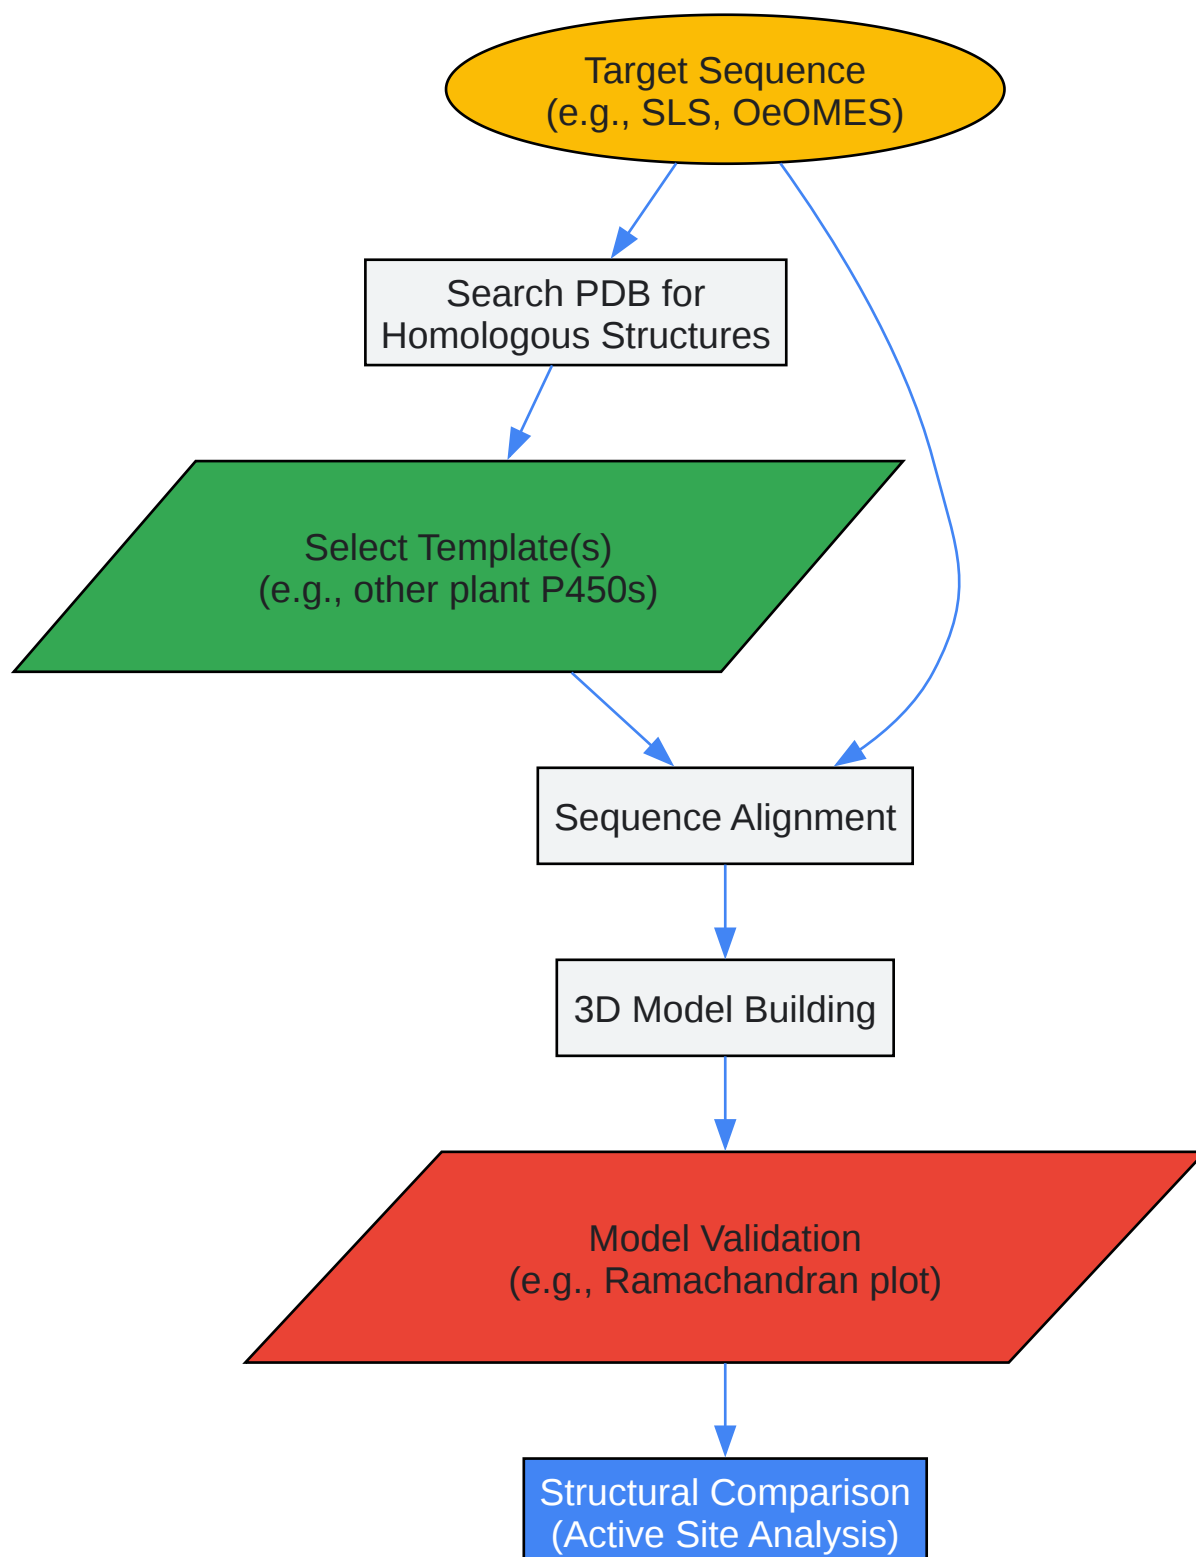 Target Sequence
(e.g., SLS, OeOMES)
Search PDB for
Homologous Structures
Select Template(s)
(e.g., other plant P450s)
Sequence Alignment
3D Model Building
Model Validation
(e.g., Ramachandran plot)
Structural Comparison
(Active Site Analysis)